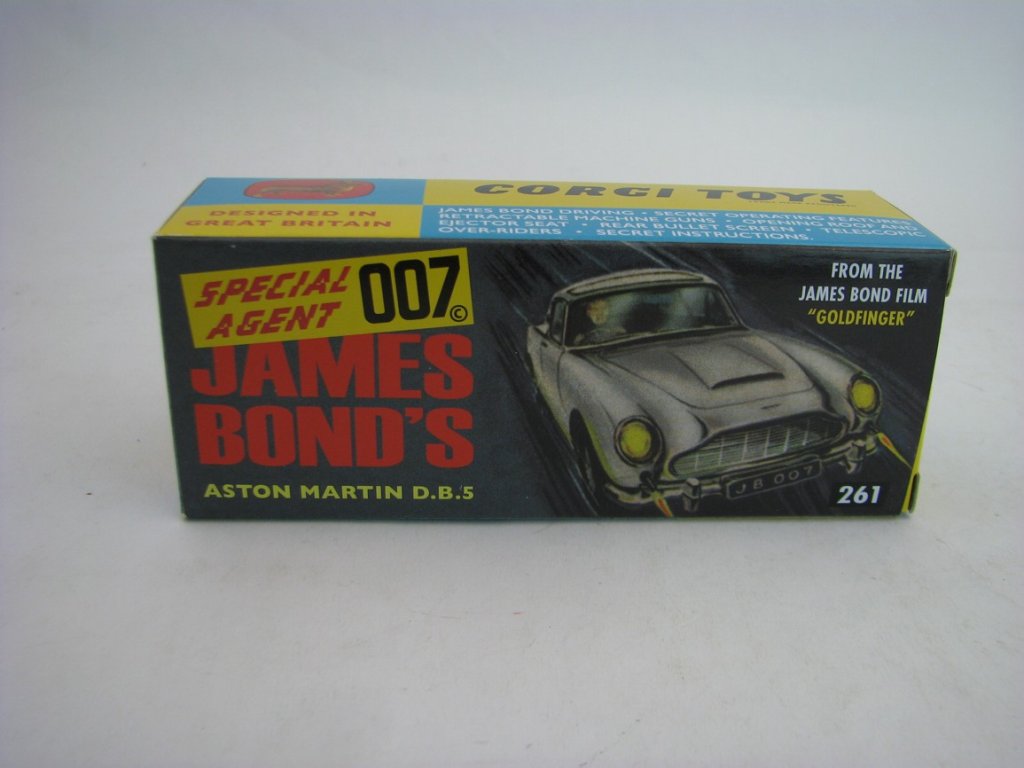 CORGI TOYS
DESIGNED IN
GREAT BRITAIN
JAMES BOND DRIVING • SECRET OPERATING FEATURES
RETRACTABLE MACHINE GUNS • OPENING ROOF AND
EJECTOR SEAT • REAR BULLET SCREEN • TELESCOPIC
OVER-RIDERS • SECRET INSTRUCTIONS.
SPECIAL
AGENT
007©
JAMES
BOND'S
ASTON MARTIN D.B.5
FROM THE
JAMES BOND FILM
"GOLDFINGER"
JB 007
261